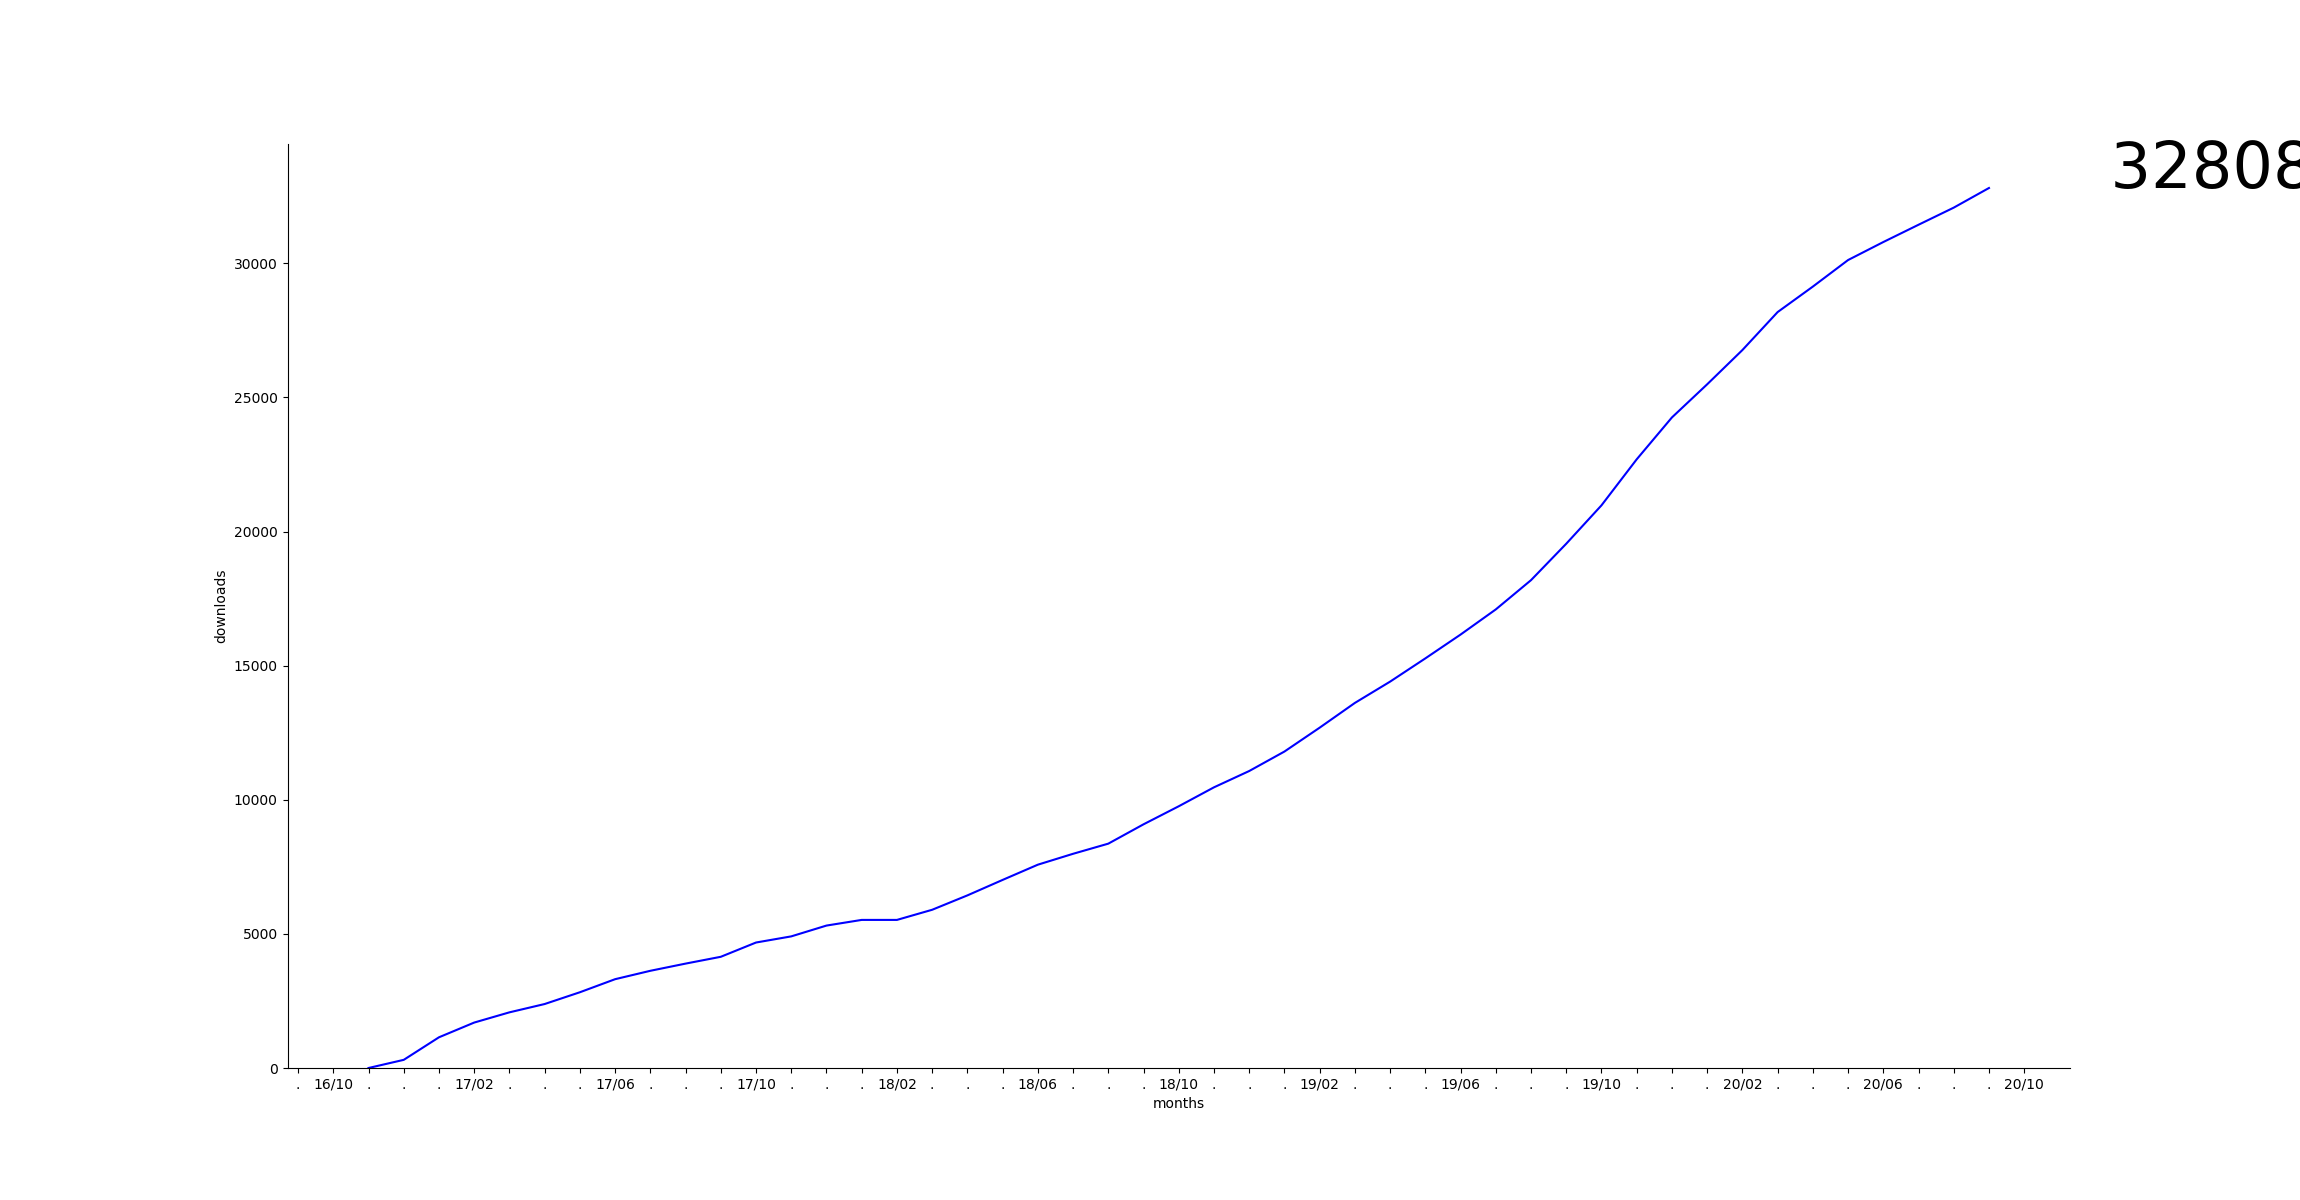 32808
30000
25000
20000
15000
10000
5000
0
downloads
. 16/10 . . . 17/02 . . . 17/06 . . . 17/10 . . . 18/02 . . . 18/06 . . . 18/10 . . . 19/02 . . . 19/06 . . . 19/10 . . . 20/02 . . . 20/06 . . . 20/10
months